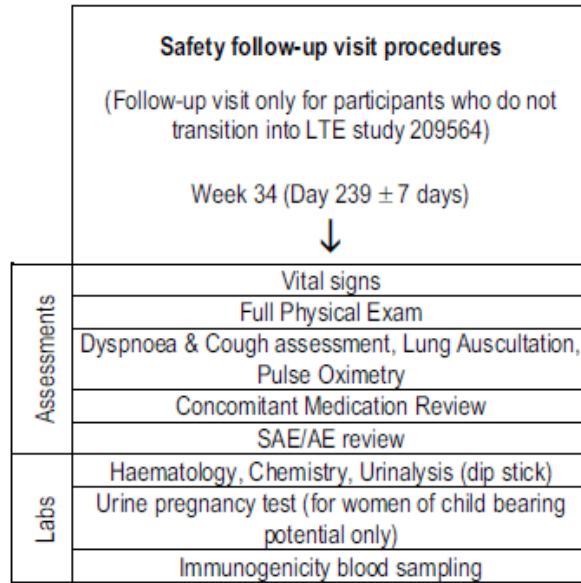 Safety follow-up visit procedures
(Follow-up visit only for participants who do not
transition into LTE study 209564)
Week 34 (Day 239 ± 7 days)
↓
Assessments
Vital signs
Full Physical Exam
Dyspnoea & Cough assessment, Lung Auscultation,
Pulse Oximetry
Concomitant Medication Review
SAE/AE review
Labs
Haematology, Chemistry, Urinalysis (dip stick)
Urine pregnancy test (for women of child bearing
potential only)
Immunogenicity blood sampling